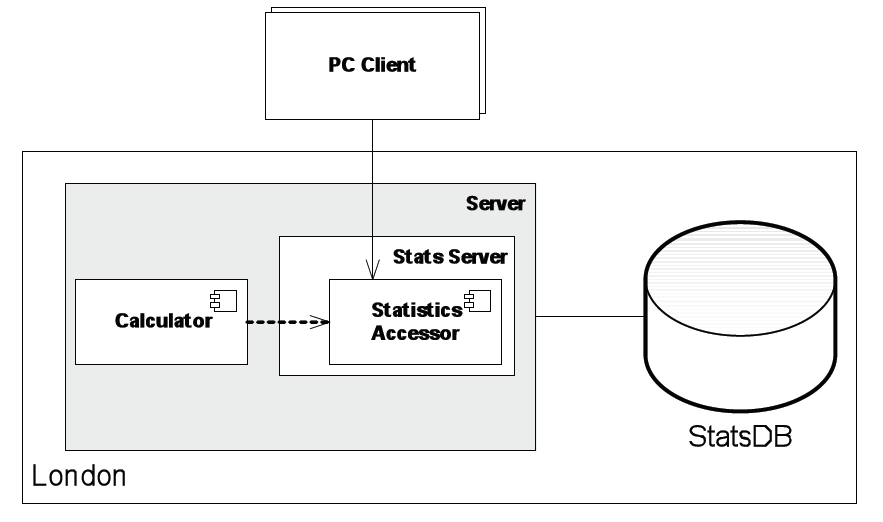 PC Client
Server
Stats Server
Calculator
Statistics
Accessor
StatsDB
London